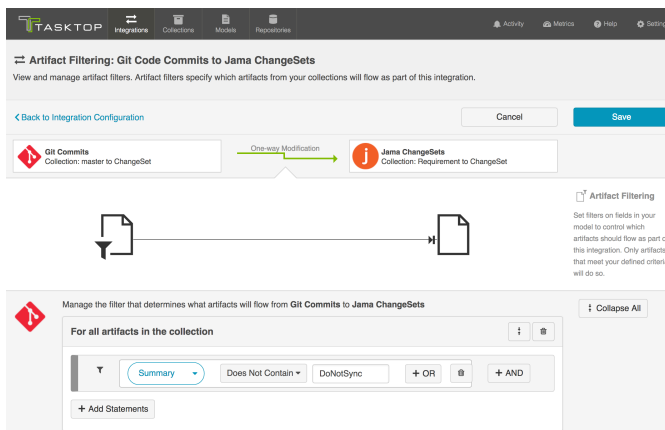 TASKTOP
Integrations
Collections
Models
Repositories
Activity
Metrics
Help
Setting
Artifact Filtering: Git Code Commits to Jama ChangeSets
View and manage artifact filters. Artifact filters specify which artifacts from your collections will flow as part of this integration.
Back to Integration Configuration
Cancel
Save
Git Commits
Collection: master to ChangeSet
One-way Modification
Jama ChangeSets
Collection: Requirement to ChangeSet
Artifact Filtering
Set filters on fields in your
model to control which
artifacts should flow as part o
this integration. Only artifacts
that meet your defined criteria
will do so.
Manage the filter that determines what artifacts will flow from Git Commits to Jama ChangeSets
Collapse All
For all artifacts in the collection
Summary
Does Not Contain
DoNotSync
+ OR
+ AND
+ Add Statements